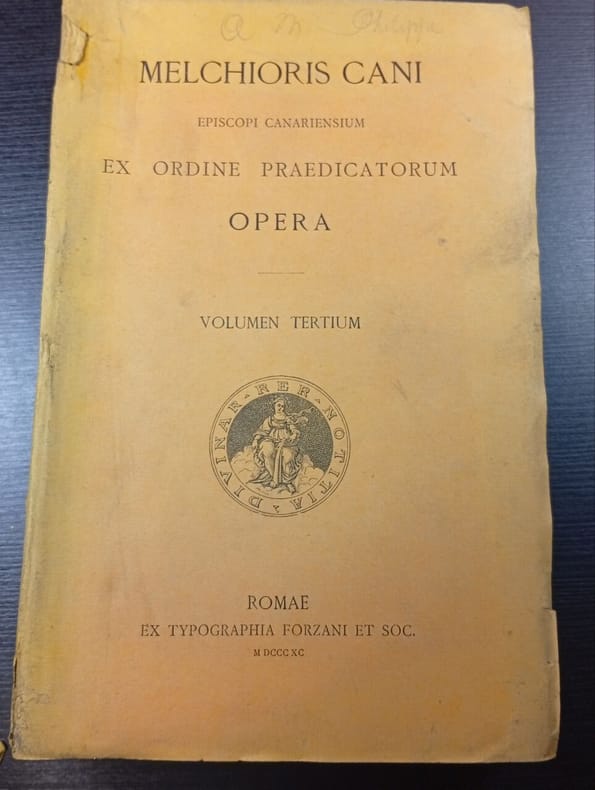 A M Philippe
MELCHIORIS CANI
EPISCOPI CANARIENSIUM
EX ORDINE PRAEDICATORUM
OPERA
VOLUMEN TERTIUM
DIVINAR · RER · NOTITIA
ROMAE
EX TYPOGRAPHIA FORZANI ET SOC.
M DCCC XC